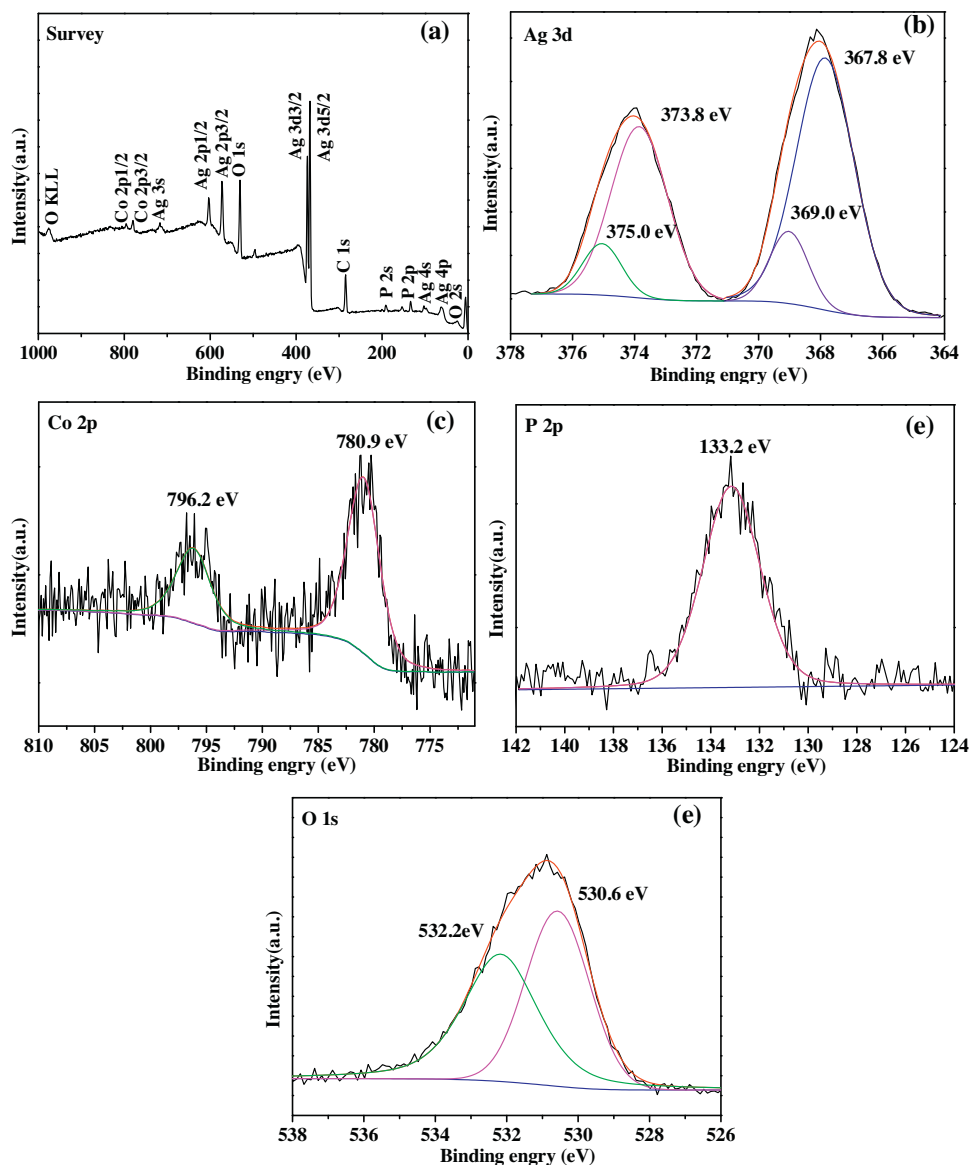 Survey
(a)
Intensity(a.u.)
O KLL
Co 2p1/2
Co 2p3/2
Ag 3s
Ag 2p1/2
Ag 2p3/2
O 1s
Ag 3d3/2
Ag 3d5/2
C 1s
P 2s
P 2p
Ag 4s
Ag 4p
O 2s
1000 800 600 400 200 0
Binding engry (eV)
Ag 3d
(b)
Intensity(a.u.)
367.8 eV
373.8 eV
369.0 eV
375.0 eV
378 376 374 372 370 368 366 364
Binding engry (eV)
Co 2p
(c)
Intensity(a.u.)
780.9 eV
796.2 eV
810 805 800 795 790 785 780 775
Binding engry (eV)
P 2p
(e)
Intensity(a.u.)
133.2 eV
142 140 138 136 134 132 130 128 126 124
Binding engry (eV)
O 1s
(e)
Intensity(a.u.)
530.6 eV
532.2eV
538 536 534 532 530 528 526
Binding engry (eV)